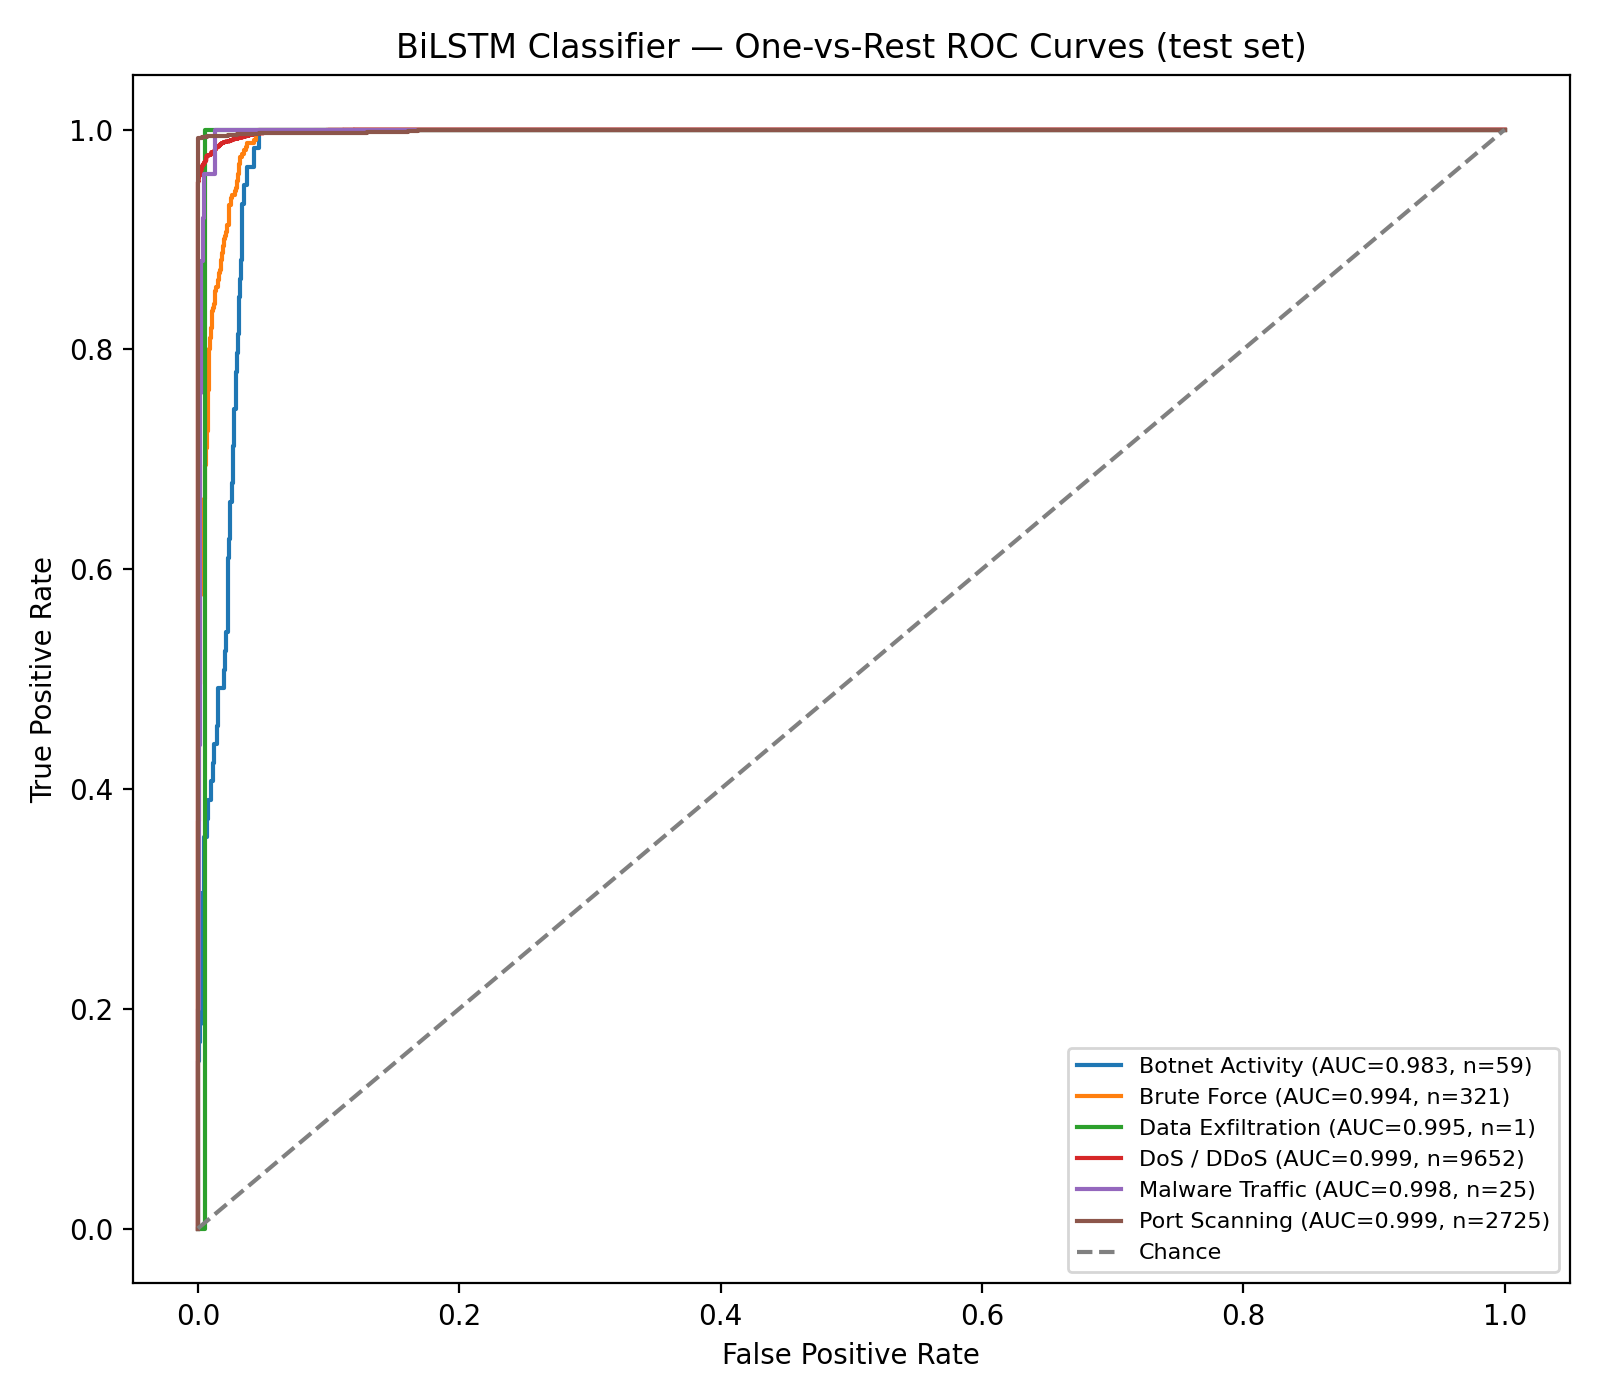 BiLSTM Classifier — One-vs-Rest ROC Curves (test set)
1.0
0.8
0.6
0.4
0.2
0.0
True Positive Rate
Botnet Activity (AUC=0.983, n=59)
Brute Force (AUC=0.994, n=321)
Data Exfiltration (AUC=0.995, n=1)
DoS / DDoS (AUC=0.999, n=9652)
Malware Traffic (AUC=0.998, n=25)
Port Scanning (AUC=0.999, n=2725)
Chance
0.0 0.2 0.4 0.6 0.8 1.0
False Positive Rate